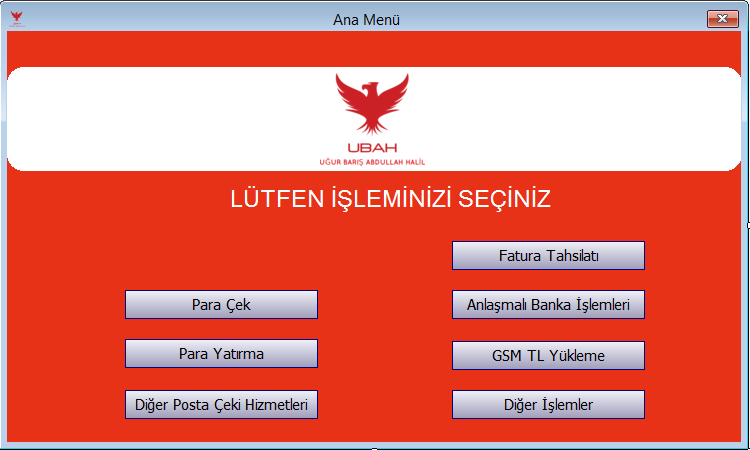 Ana Menü
UBAH
UĞUR BARIŞ ABDULLAH HALİL
LÜTFEN İŞLEMİNİZİ SEÇİNİZ
Fatura Tahsilatı
Para Çek
Anlaşmalı Banka İşlemleri
Para Yatırma
GSM TL Yükleme
Diğer Posta Çeki Hizmetleri
Diğer İşlemler